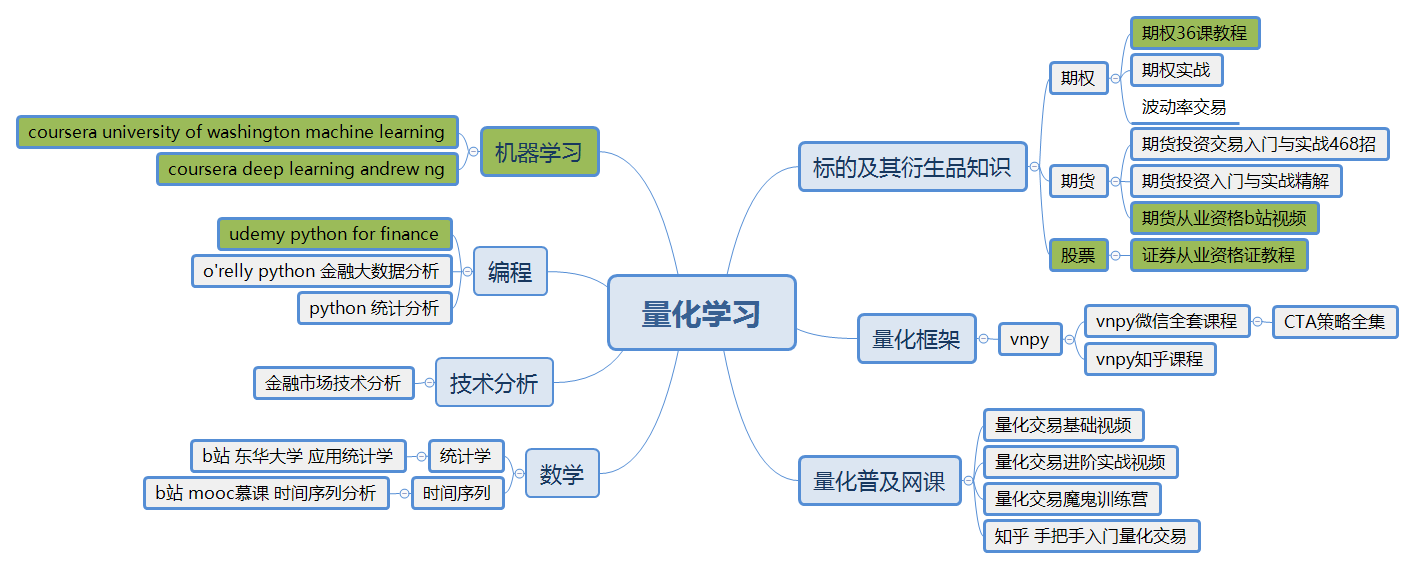 量化学习
机器学习
coursera university of washington machine learning
coursera deep learning andrew ng
编程
udemy python for finance
o'relly python 金融大数据分析
python 统计分析
技术分析
金融市场技术分析
数学
统计学
b站 东华大学 应用统计学
时间序列
b站 mooc慕课 时间序列分析
标的及其衍生品知识
期权
期权36课教程
期权实战
波动率交易
期货
期货投资交易入门与实战468招
期货投资入门与实战精解
期货从业资格b站视频
股票
证券从业资格证教程
量化框架
vnpy
vnpy微信全套课程
CTA策略全集
vnpy知乎课程
量化普及网课
量化交易基础视频
量化交易进阶实战视频
量化交易魔鬼训练营
知乎 手把手入门量化交易